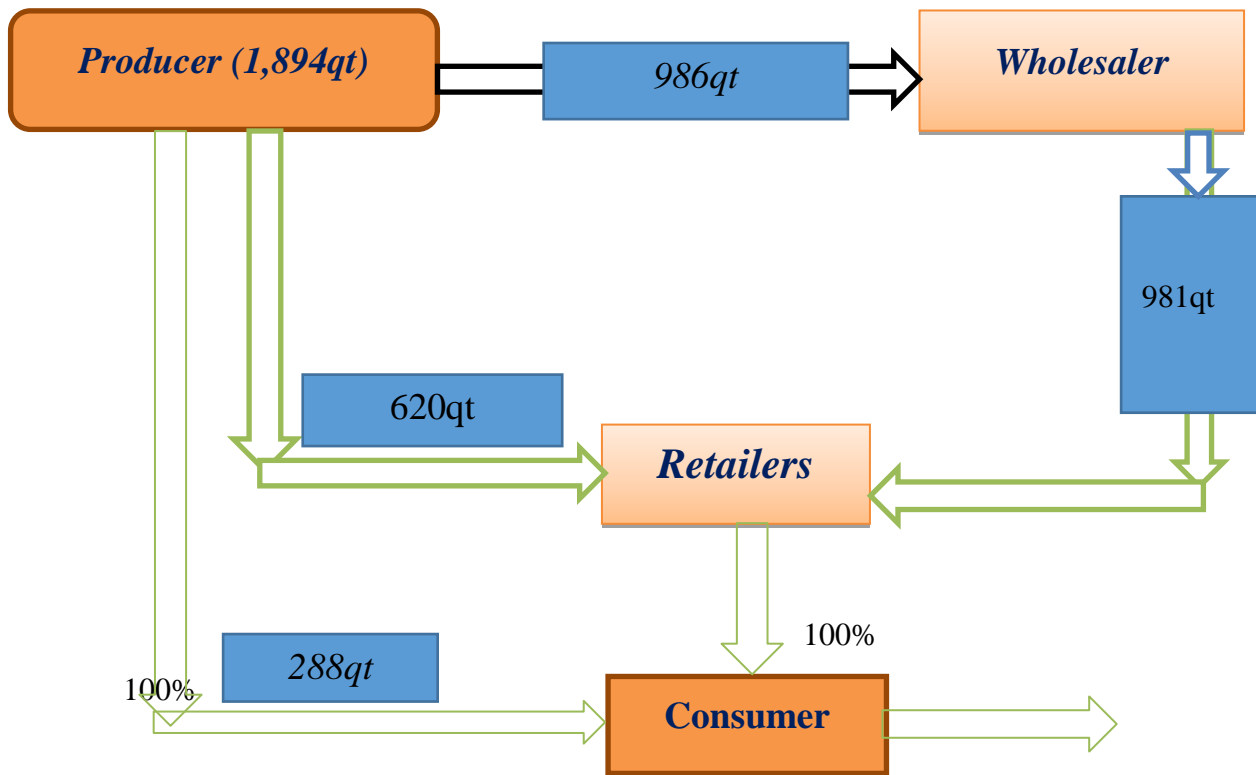 Producer (1,894qt)
986qt
Wholesaler
981qt
620qt
Retailers
100%
288qt
100%
Consumer